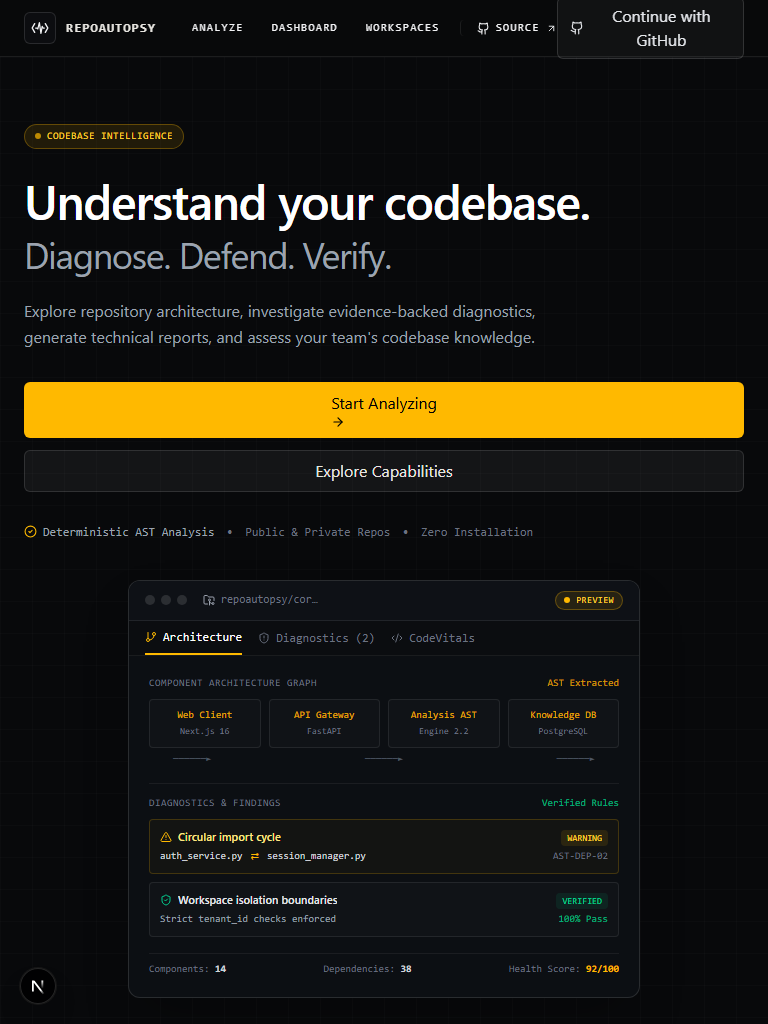 REPOAUTOPSY ANALYZE DASHBOARD WORKSPACES SOURCE ↗ Continue with
GitHub
CODEBASE INTELLIGENCE
Understand your codebase.
Diagnose. Defend. Verify.
Explore repository architecture, investigate evidence-backed diagnostics,
generate technical reports, and assess your team's codebase knowledge.
Start Analyzing
→
Explore Capabilities
Deterministic AST Analysis • Public & Private Repos • Zero Installation
repoautopsy/cor… PREVIEW
Architecture Diagnostics (2) CodeVitals
COMPONENT ARCHITECTURE GRAPH AST Extracted
Web Client API Gateway Analysis AST Knowledge DB
Next.js 16 FastAPI Engine 2.2 PostgreSQL
DIAGNOSTICS & FINDINGS Verified Rules
Circular import cycle WARNING
auth_service.py ⇄ session_manager.py AST-DEP-02
Workspace isolation boundaries VERIFIED
Strict tenant_id checks enforced 100% Pass
Components: 14 Dependencies: 38 Health Score: 92/100
N